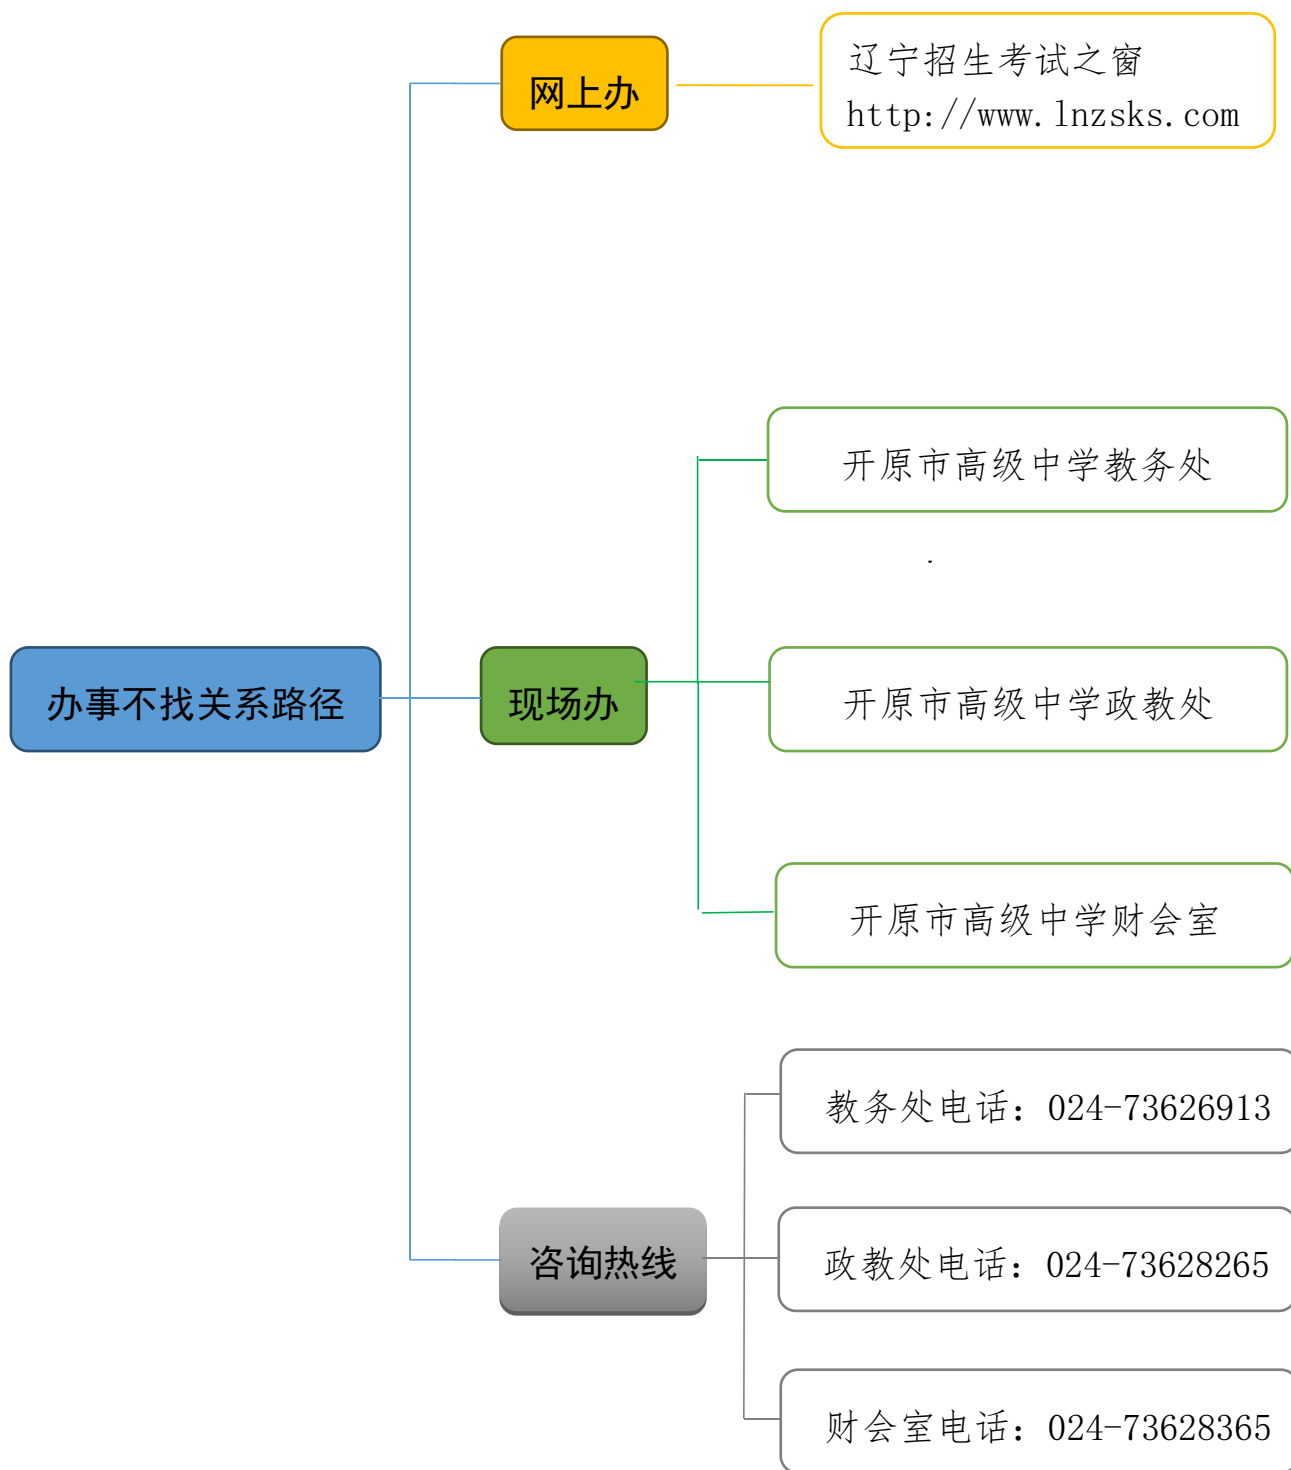 网上办
辽宁招生考试之窗
http://www.lnzsks.com
开原市高级中学教务处
办事不找关系路径
现场办
开原市高级中学政教处
开原市高级中学财会室
教务处电话：024-73626913
咨询热线
政教处电话：024-73628265
财会室电话：024-73628365